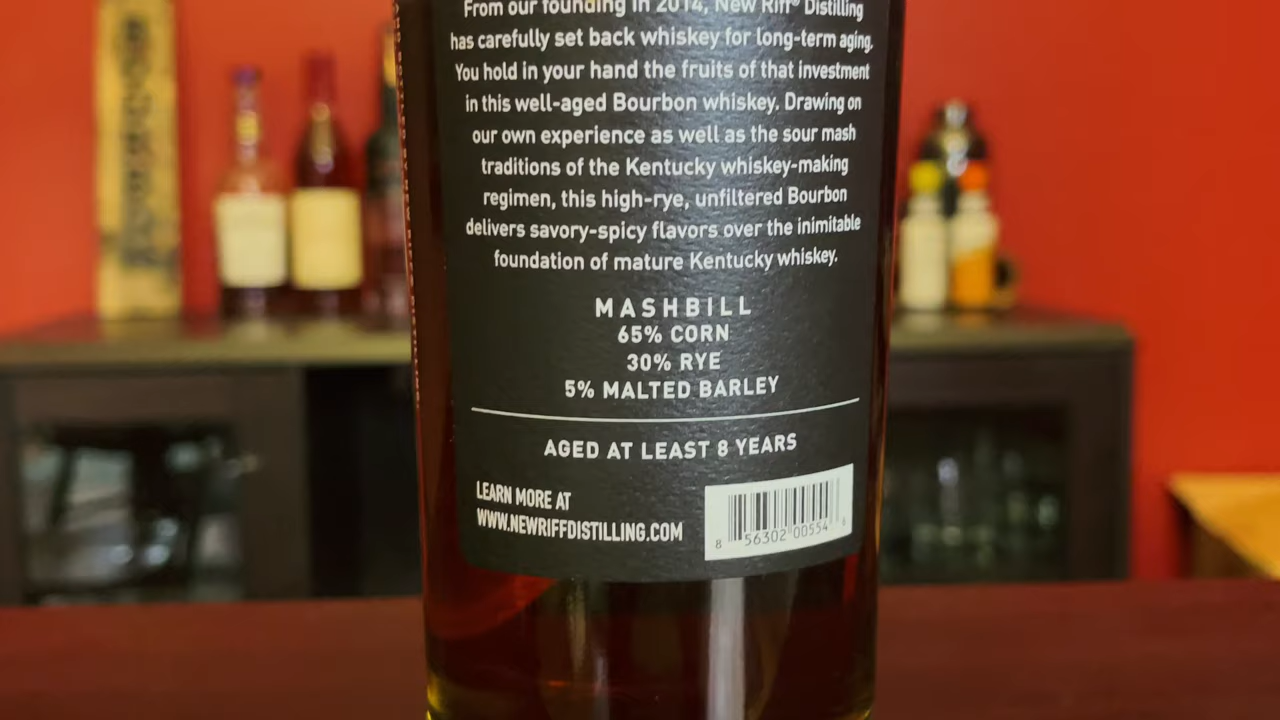 From our founding in 2014, New Riff® Distilling
has carefully set back whiskey for long-term aging.
You hold in your hand the fruits of that investment
in this well-aged Bourbon whiskey. Drawing on
our own experience as well as the sour mash
traditions of the Kentucky whiskey-making
regimen, this high-rye, unfiltered Bourbon
delivers savory-spicy flavors over the inimitable
foundation of mature Kentucky whiskey.
MASHBILL
65% CORN
30% RYE
5% MALTED BARLEY
AGED AT LEAST 8 YEARS
LEARN MORE AT
WWW.NEWRIFFDISTILLING.COM
8 56302 00554 6